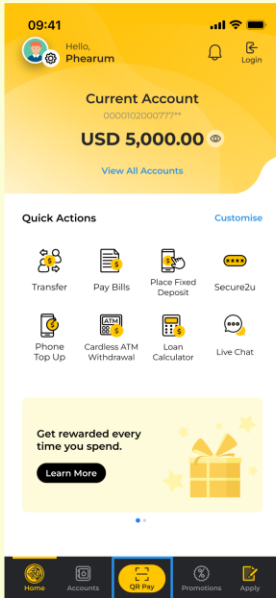 09:41
Hello,
Phearum
Login
Current Account
0000102000777**
USD 5,000.00
View All Accounts
Quick Actions
Customise
Transfer
Pay Bills
Place Fixed
Deposit
Secure2u
Phone
Top Up
ATM
Cardless ATM
Withdrawal
Loan
Calculator
Live Chat
Get rewarded every
time you spend.
Learn More
Home
Accounts
QR Pay
Promotions
Apply